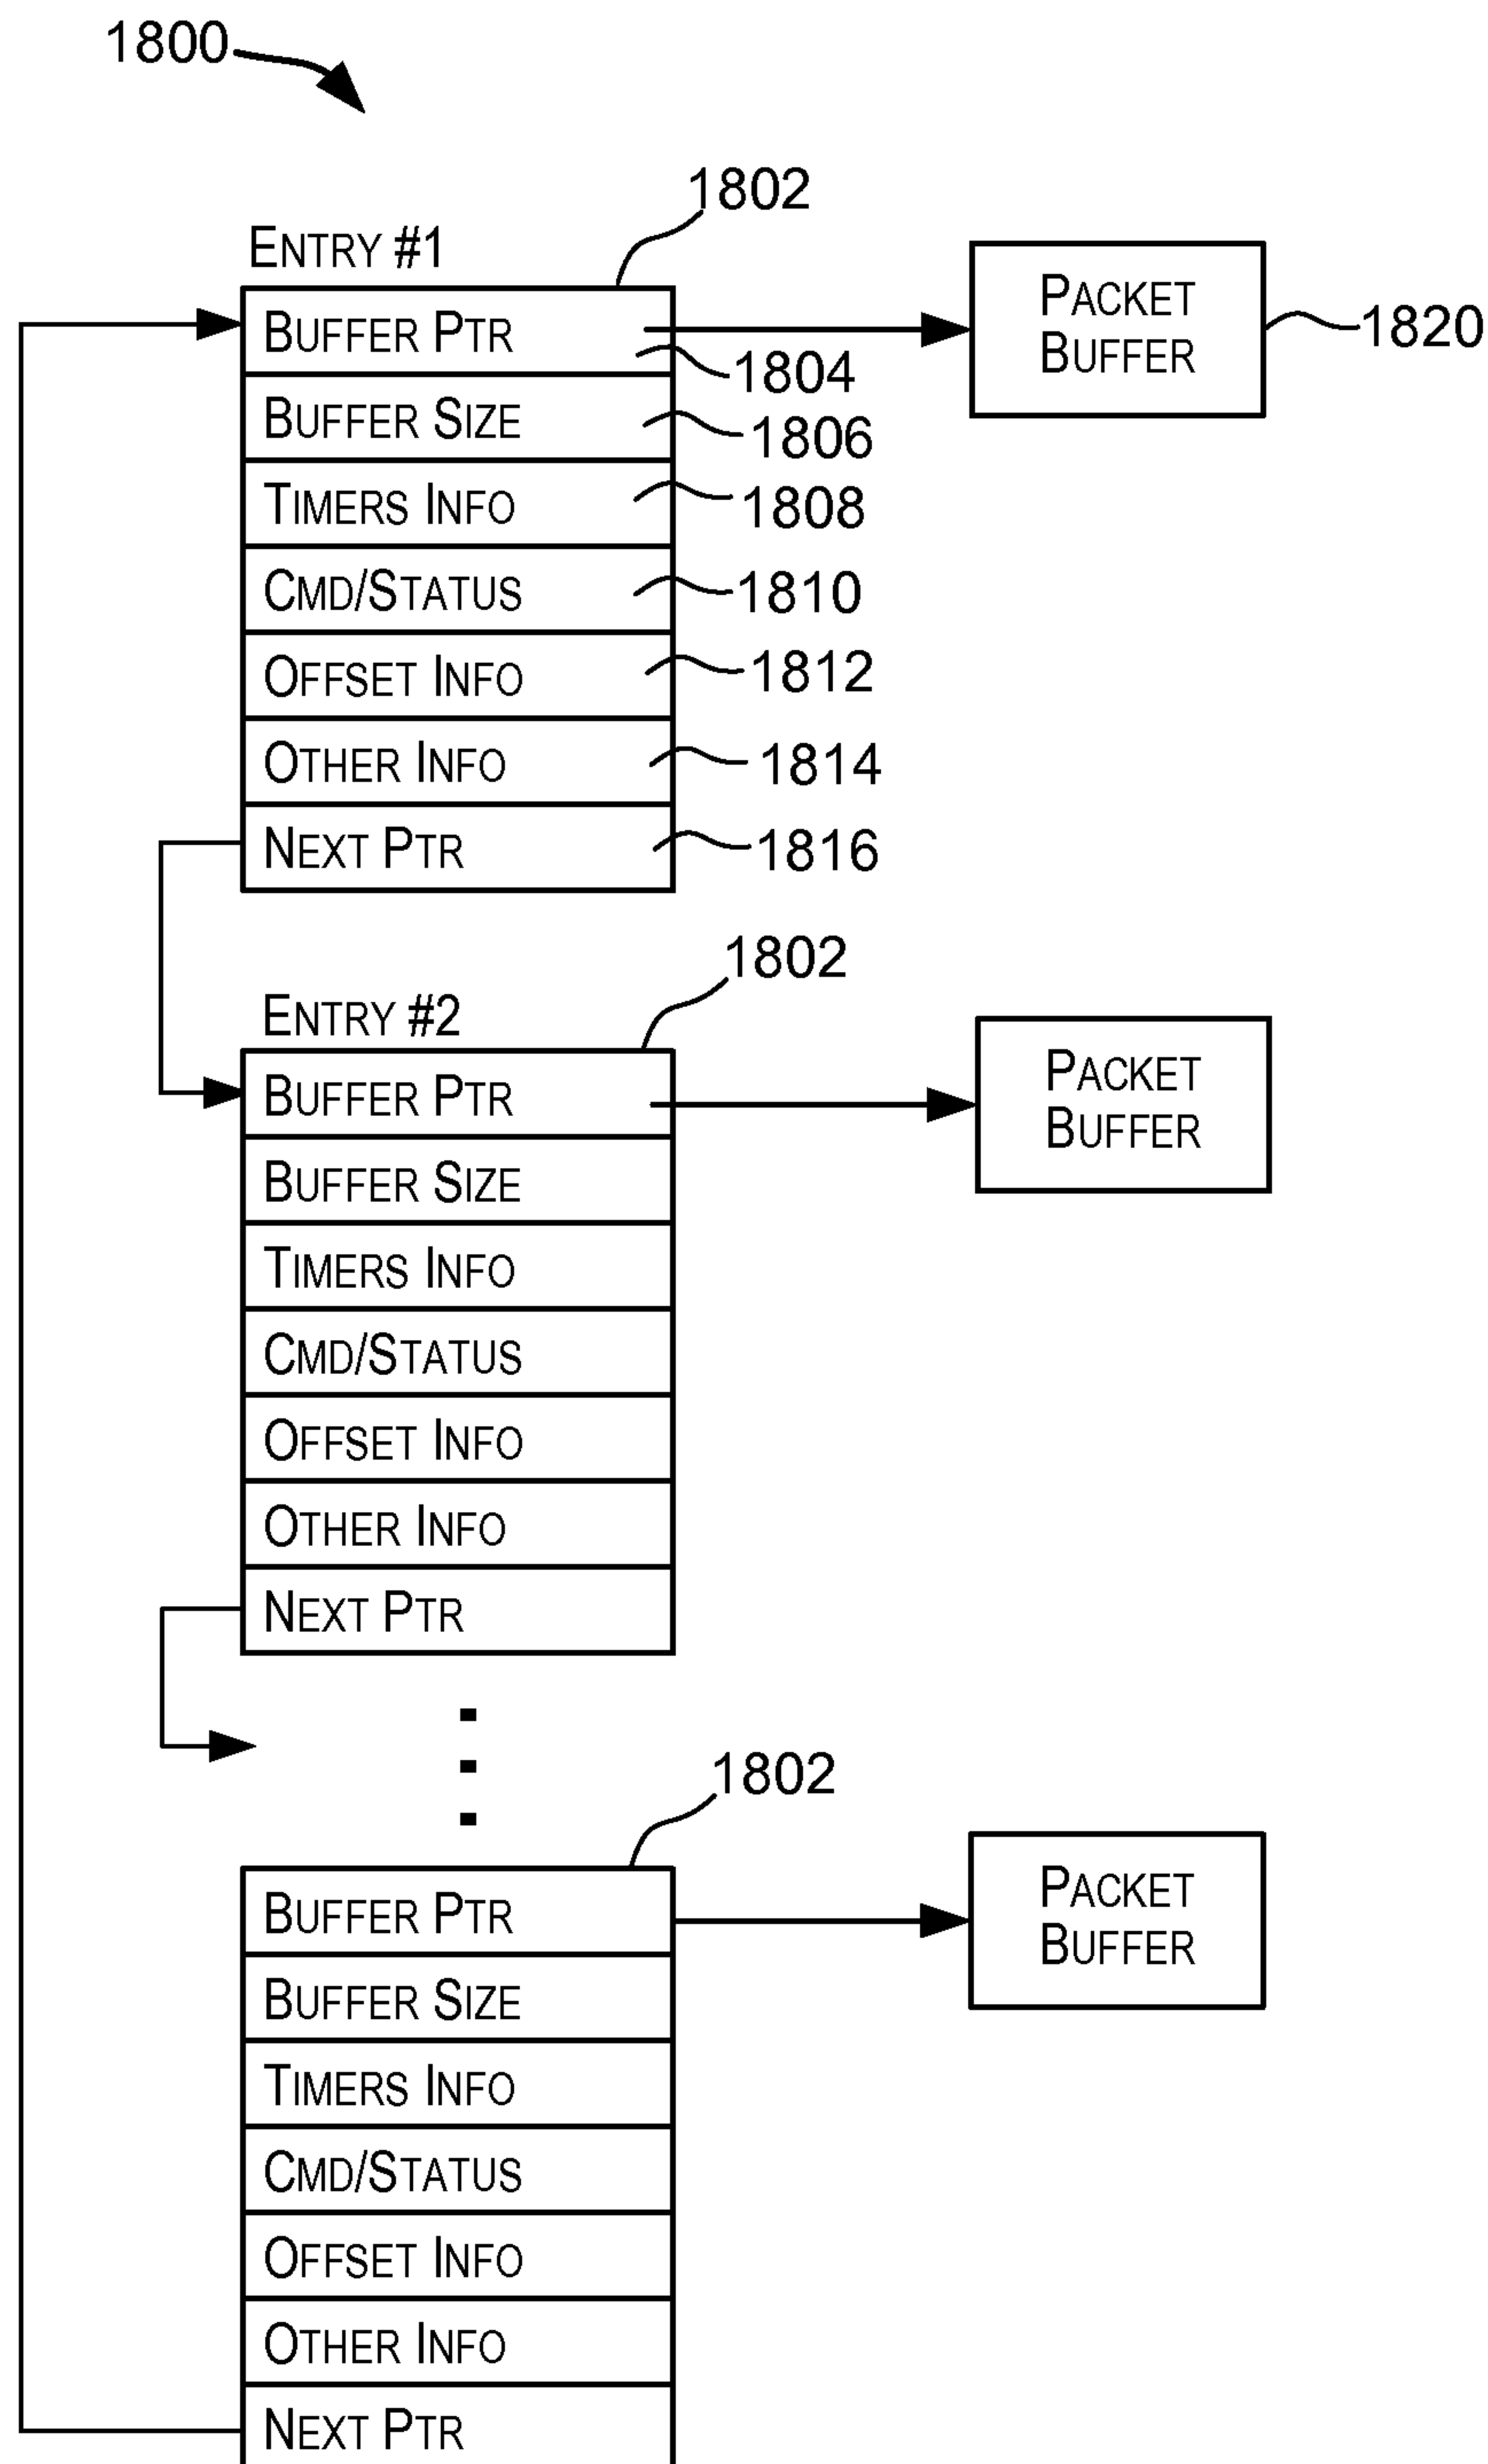 1800
1802
ENTRY #1
BUFFER PTR
1804
BUFFER SIZE
1806
TIMERS INFO
1808
CMD/STATUS
1810
OFFSET INFO
1812
OTHER INFO
1814
NEXT PTR
1816
PACKET
BUFFER
1820
1802
ENTRY #2
BUFFER PTR
BUFFER SIZE
TIMERS INFO
CMD/STATUS
OFFSET INFO
OTHER INFO
NEXT PTR
PACKET
BUFFER
1802
BUFFER PTR
BUFFER SIZE
TIMERS INFO
CMD/STATUS
OFFSET INFO
OTHER INFO
NEXT PTR
PACKET
BUFFER